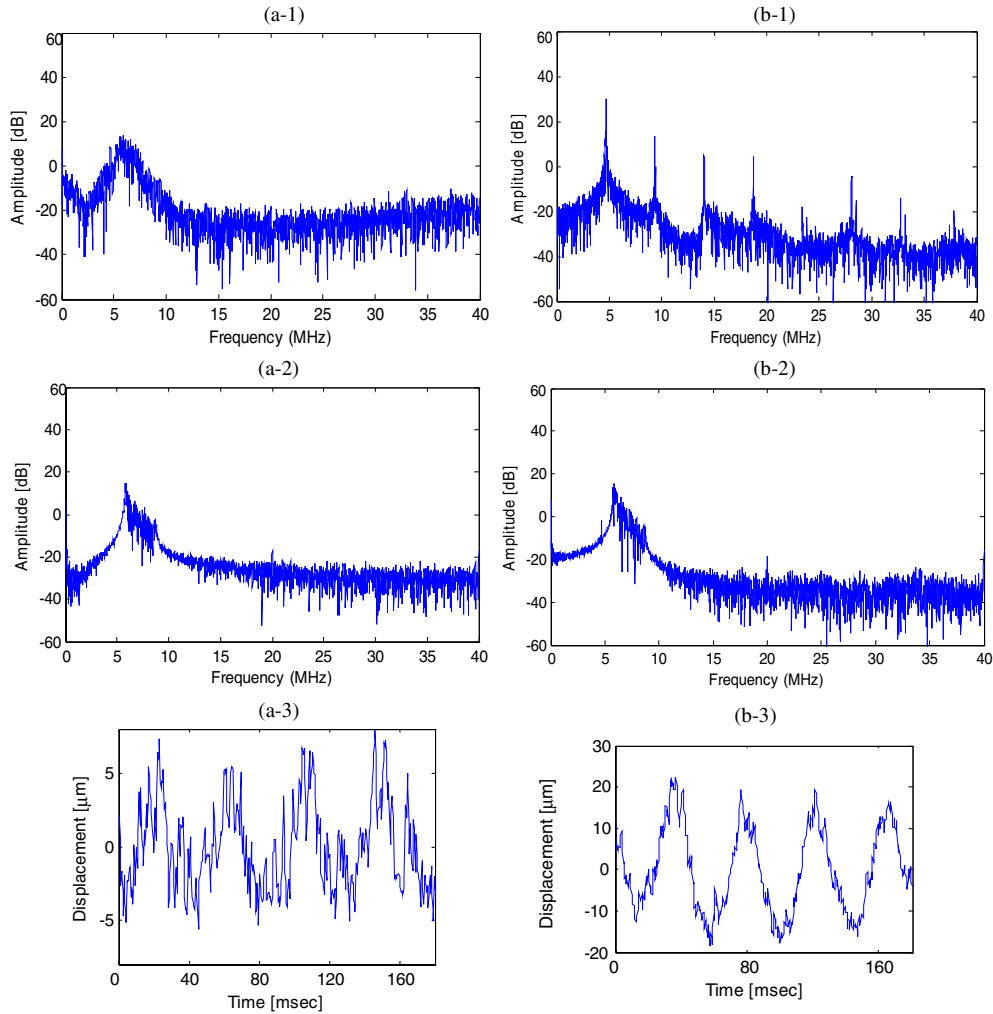 (a-1)
60
40
20
0
-20
-40
-60
Amplitude [dB]
0 5 10 15 20 25 30 35 40
Frequency (MHz)
(b-1)
60
40
20
0
-20
-40
-60
Amplitude [dB]
0 5 10 15 20 25 30 35 40
Frequency (MHz)
(a-2)
60
40
20
0
-20
-40
-60
Amplitude [dB]
0 5 10 15 20 25 30 35 40
Frequency (MHz)
(b-2)
60
40
20
0
-20
-40
-60
Amplitude [dB]
0 5 10 15 20 25 30 35 40
Frequency (MHz)
(a-3)
5
0
-5
Displacement [μm]
0 40 80 120 160
Time [msec]
(b-3)
30
20
10
0
-10
-20
Displacement [μm]
0 80 160
Time [msec]